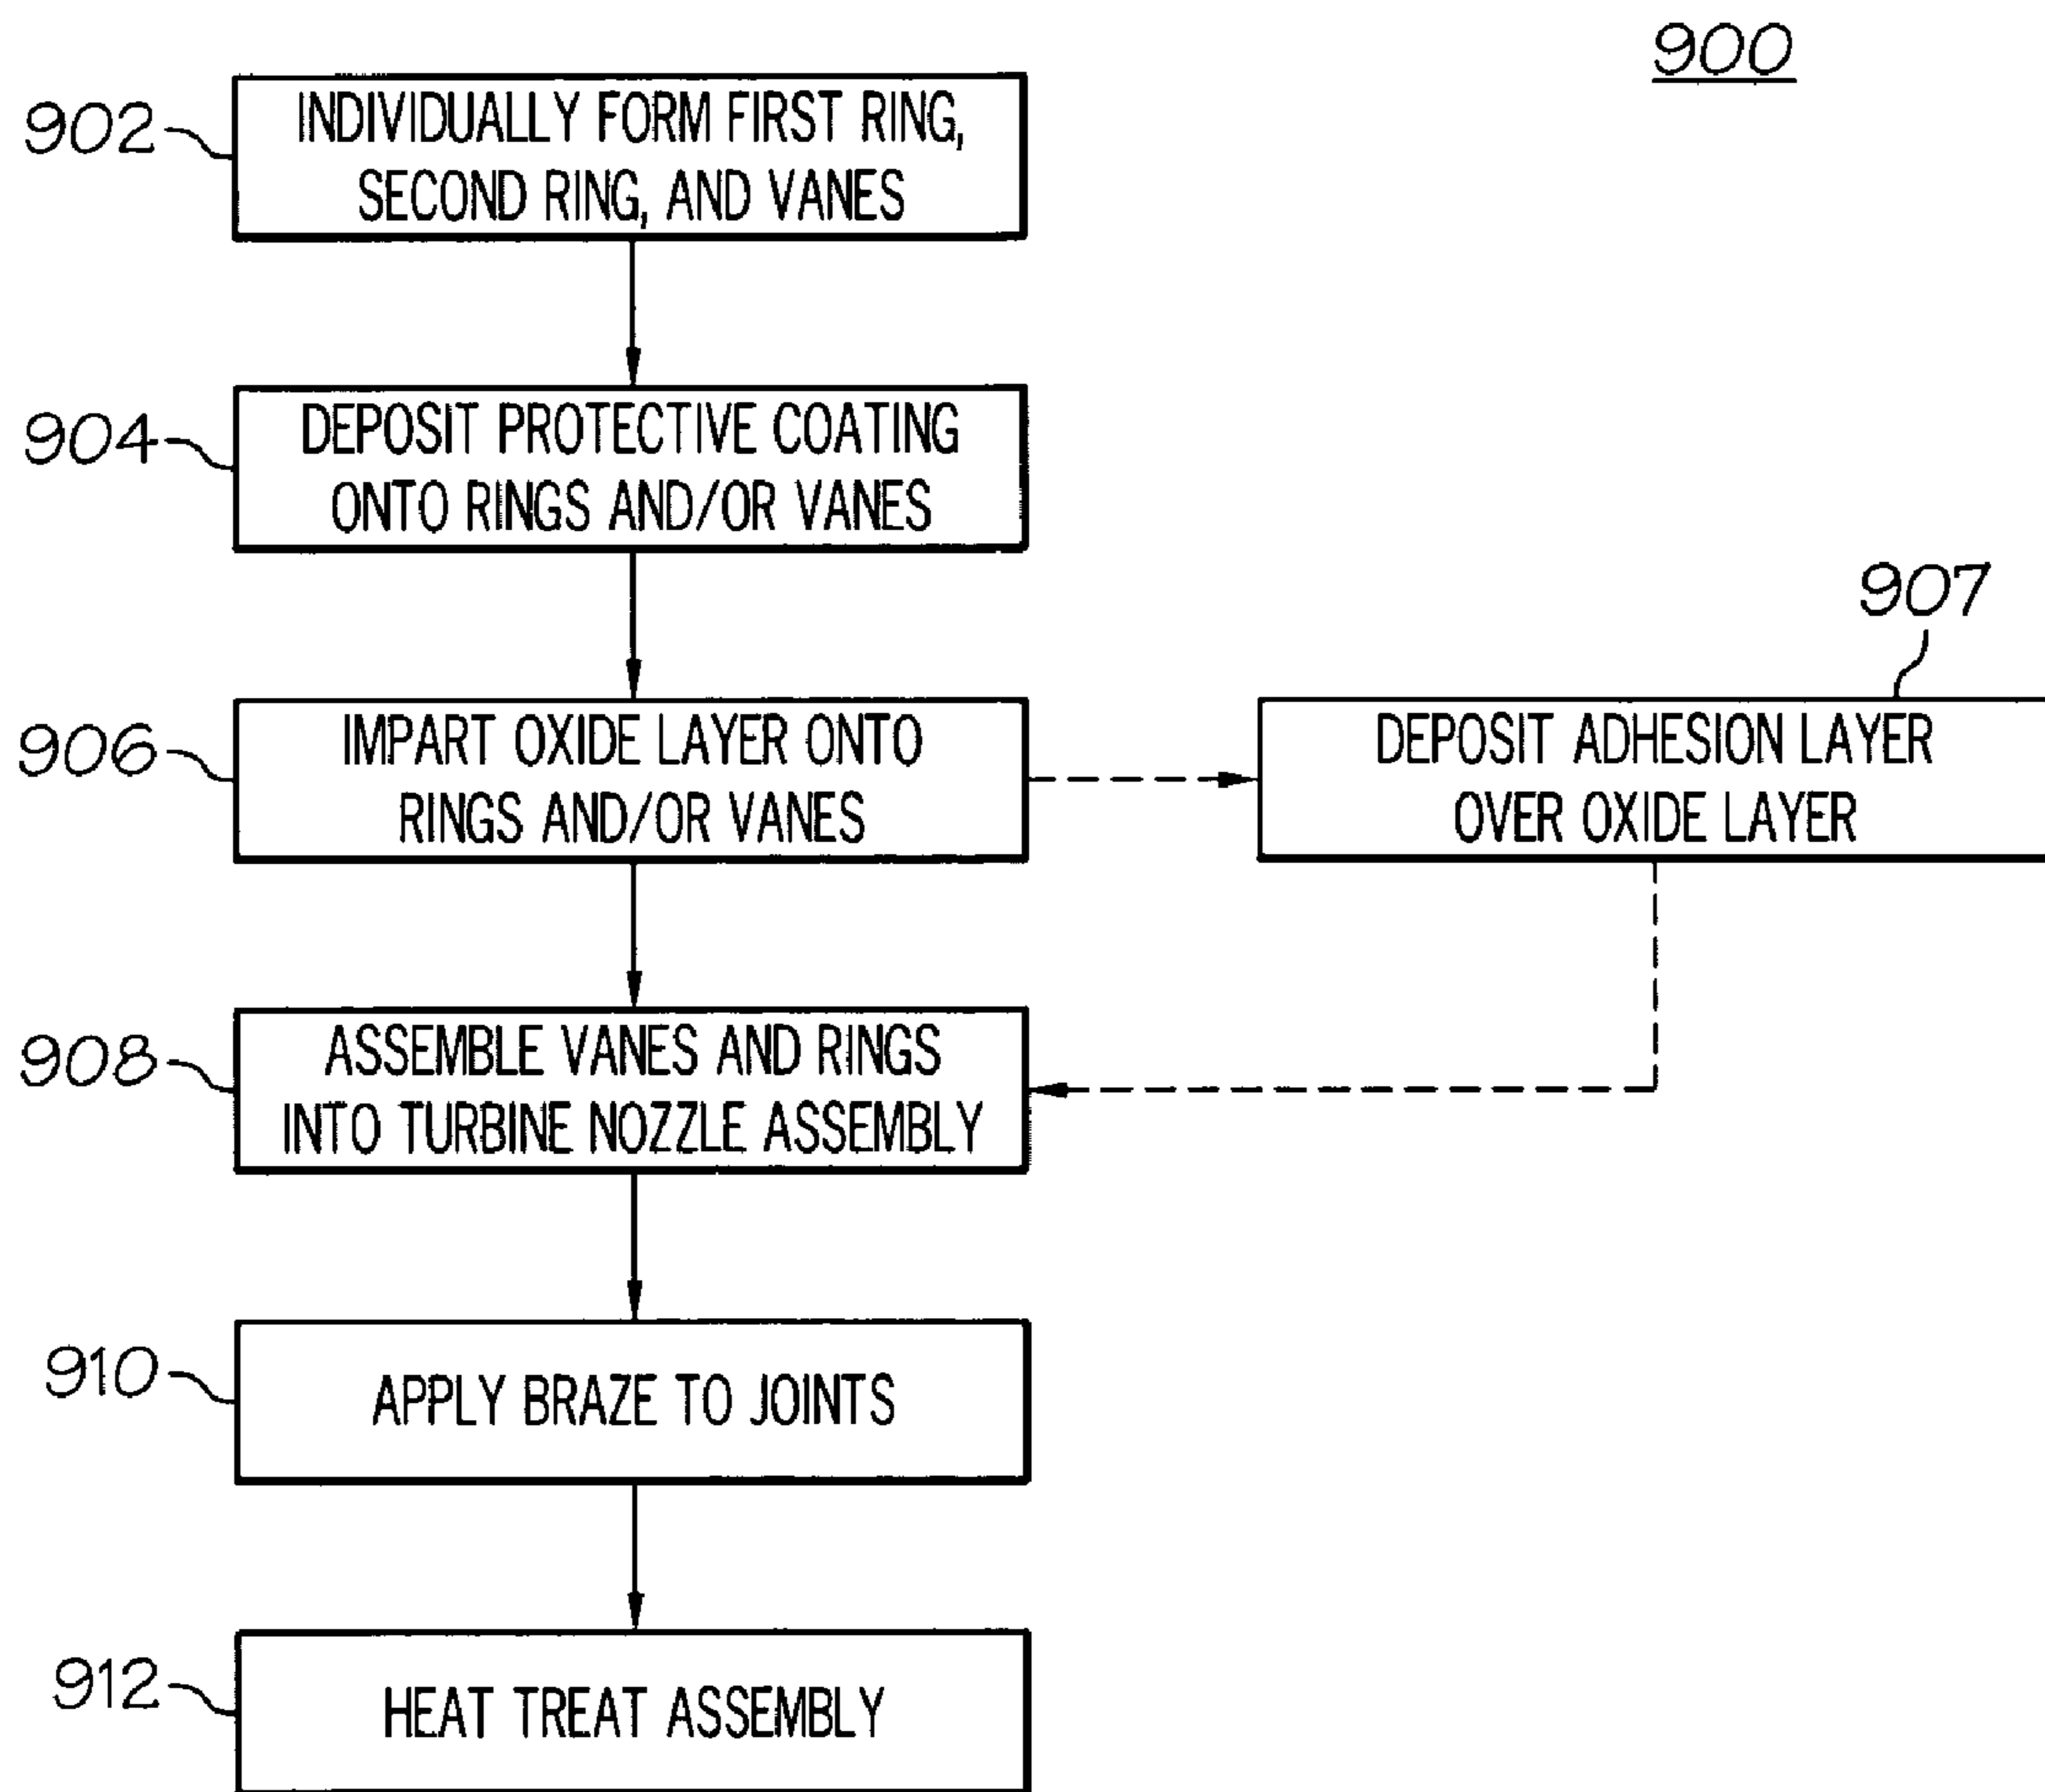 900
902
INDIVIDUALLY FORM FIRST RING,
SECOND RING, AND VANES
904
DEPOSIT PROTECTIVE COATING
ONTO RINGS AND/OR VANES
906
IMPART OXIDE LAYER ONTO
RINGS AND/OR VANES
907
DEPOSIT ADHESION LAYER
OVER OXIDE LAYER
908
ASSEMBLE VANES AND RINGS
INTO TURBINE NOZZLE ASSEMBLY
910
APPLY BRAZE TO JOINTS
912
HEAT TREAT ASSEMBLY